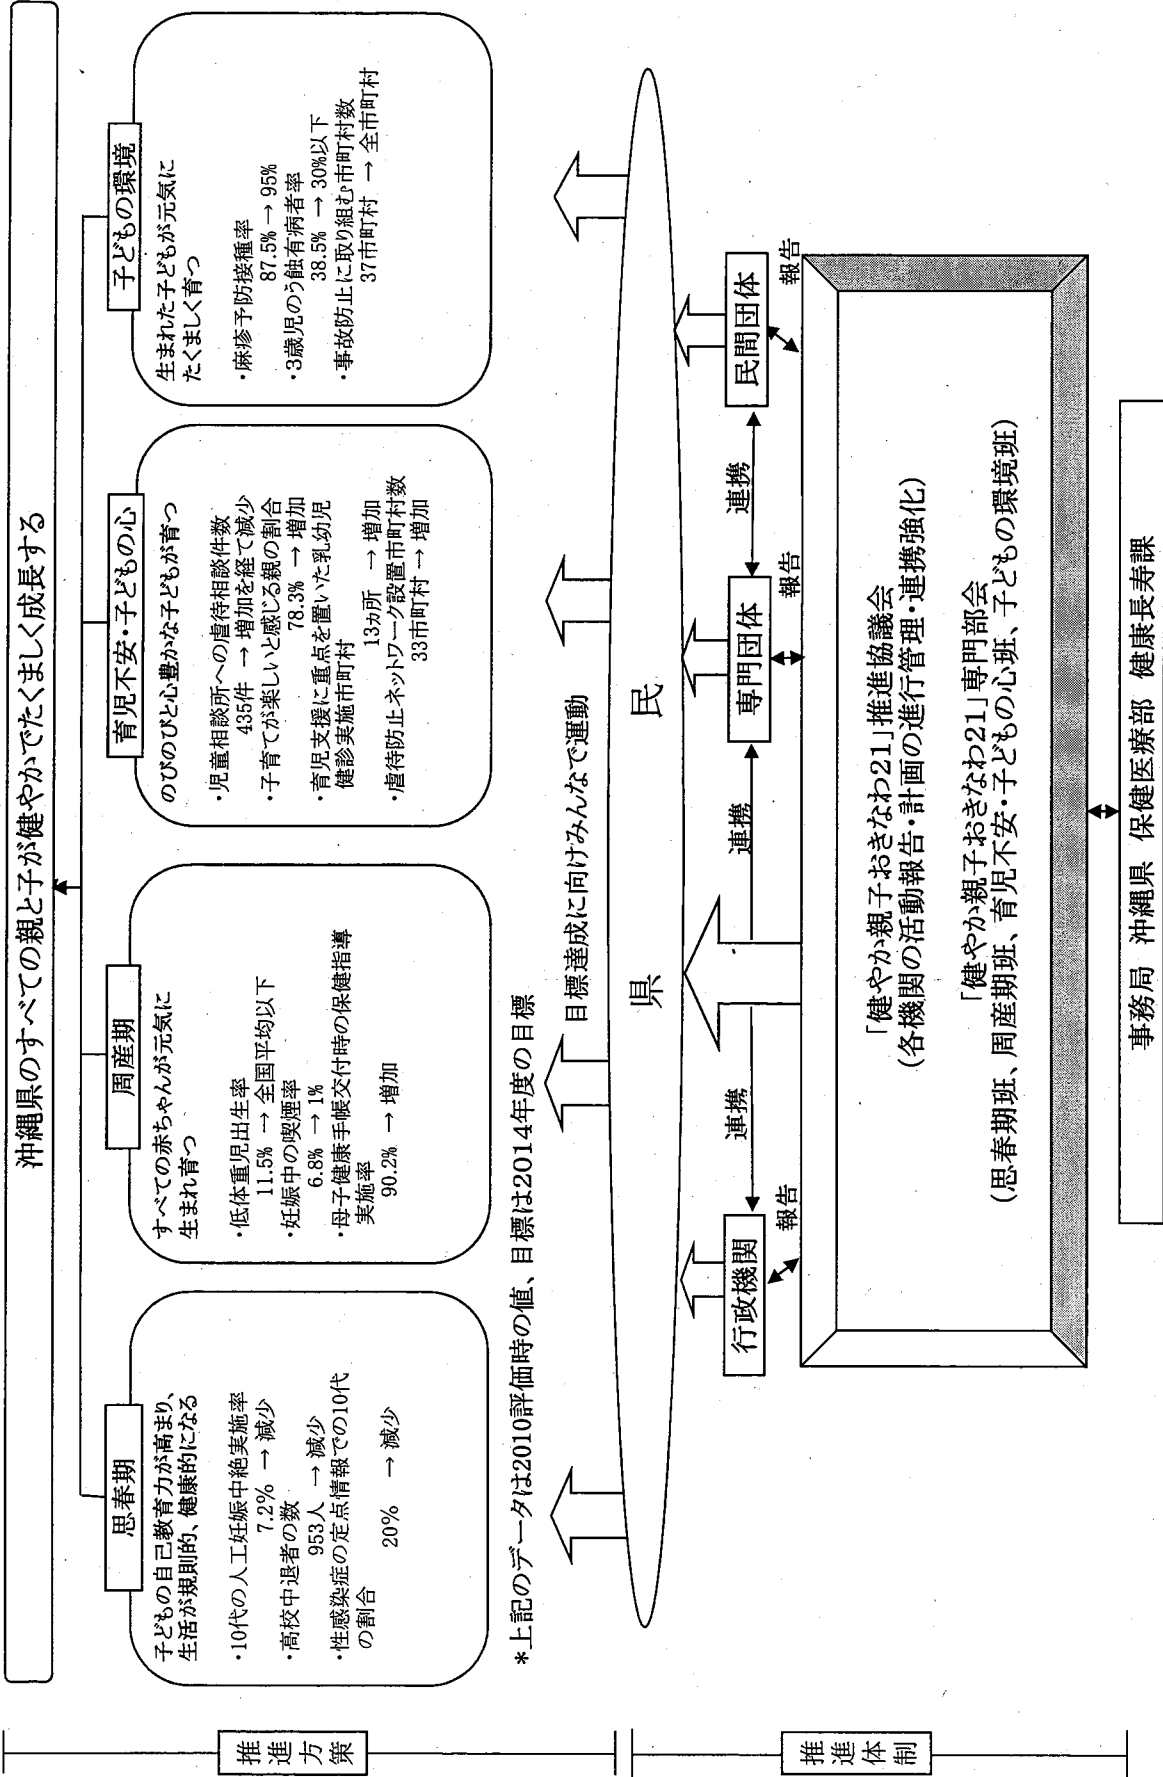 沖縄県のすべての親と子が健やかでたくましく成長する
推進方策
思春期
子どもの自己教育力が高まり、
生活が規則的、健康的になる
・10代の人工妊娠中絶実施率
7.2% → 減少
・高校中退者の数
953人 → 減少
・性感染症の定点情報での10代
の割合
20% → 減少
周産期
すべての赤ちゃんが元気に
生まれ育つ
・低体重児出生率
11.5% → 全国平均以下
・妊娠中の喫煙率
6.8% → 1%
・母子健康手帳交付時の保健指導
実施率
90.2% → 増加
育児不安・子どもの心
のびのびと心豊かな子どもが育つ
・児童相談所への虐待相談件数
435件 → 増加を経て減少
・子育てが楽しいと感じる親の割合
78.3% → 増加
・育児支援に重点を置いた乳幼児
健診実施市町村
13ヵ所 → 増加
・虐待防止ネットワーク設置市町村数
33市町村 → 増加
子どもの環境
生まれた子どもが元気に
たくましく育つ
・麻疹予防接種率
87.5% → 95%
・3歳児のう蝕有病者率
38.5% → 30%以下
・事故防止に取り組む市町村数
37市町村 → 全市町村
*上記のデータは2010評価時の値、目標は2014年度の目標
目標達成に向けみんなで運動
推進体制
県 民
行政機関
連携
連携
専門団体
連携
民間団体
報告
報告
報告
「健やか親子おきなわ21」推進協議会
(各機関の活動報告・計画の進行管理・連携強化)
「健やか親子おきなわ21」専門部会
(思春期班、周産期班、育児不安・子どもの心班、子どもの環境班)
事務局 沖縄県 保健医療部 健康長寿課